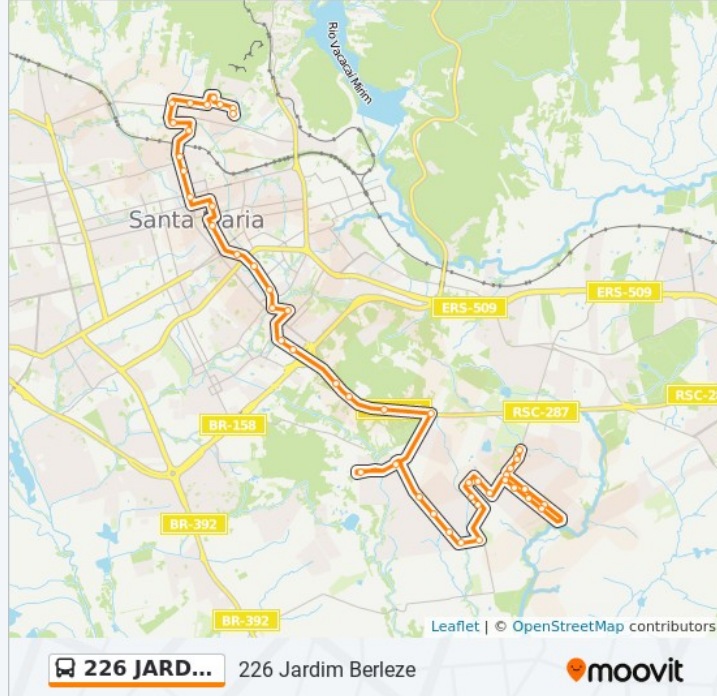 Rio Vacacaí Mirim
Santa Maria
ERS-509
ERS-509
RSC-287
RSC-28
BR-158
BR-392
BR-392
Leaflet | © OpenStreetMap contributors
226 JARD... 226 Jardim Berleze moovit